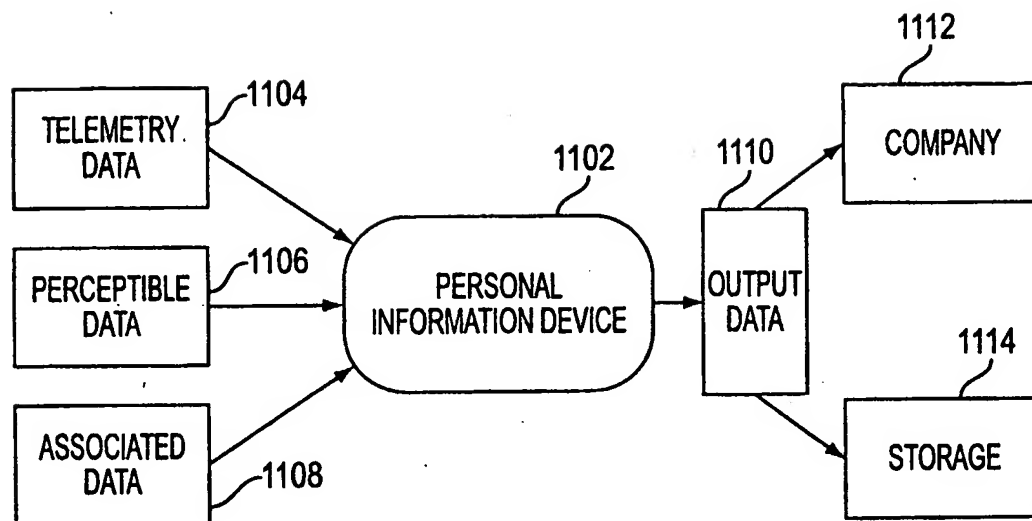 1112
1104
TELEMETRY
DATA
COMPANY
1102
1110
1106
PERCEPTIBLE
DATA
PERSONAL
INFORMATION DEVICE
OUTPUT
DATA
1114
ASSOCIATED
DATA
1108
STORAGE